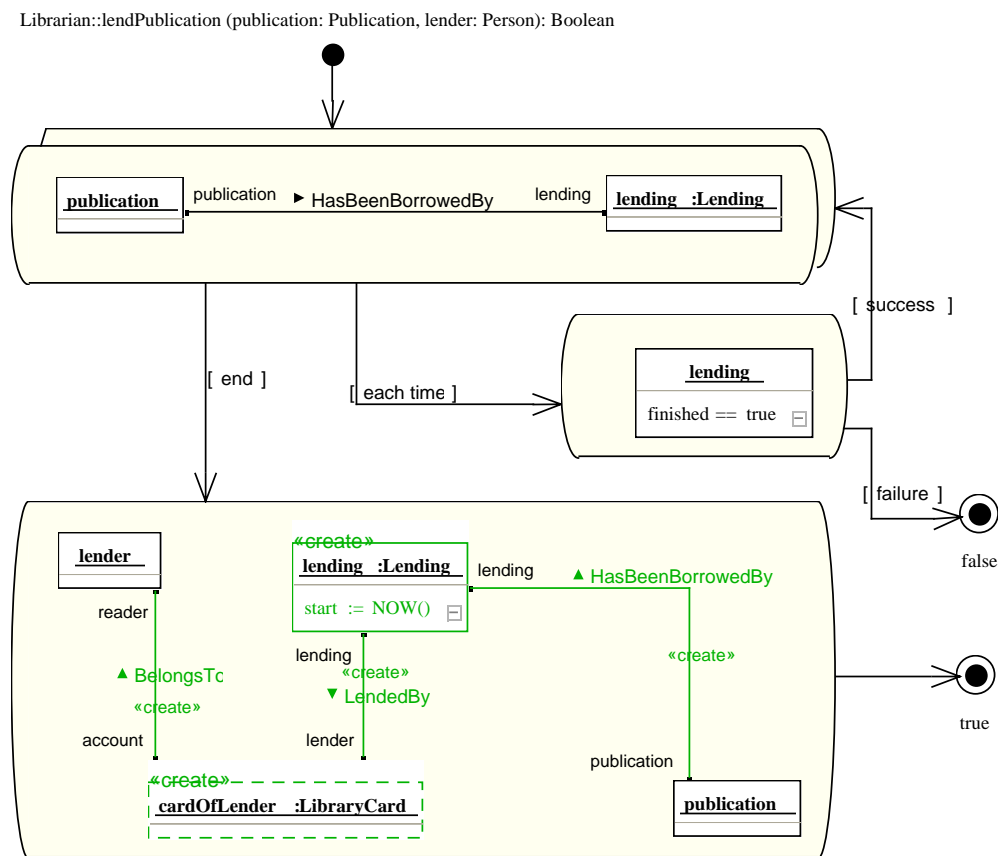 Librarian::lendPublication (publication: Person, lender: Person): Boolean
publication
publication ► HasBeenBorrowedBy lending
lending :Lending
[ success ]
[ end ]
[ each time ]
lending
finished == true
[ failure ]
false
«create»
lender
lending :Lending
lending
▲ HasBeenBorrowedBy
start := NOW()
reader
lending
«create»
«create»
▲ BelongsTo
▼ LendedBy
«create»
account
lender
publication
true
«create»
cardOfLender :LibraryCard
publication